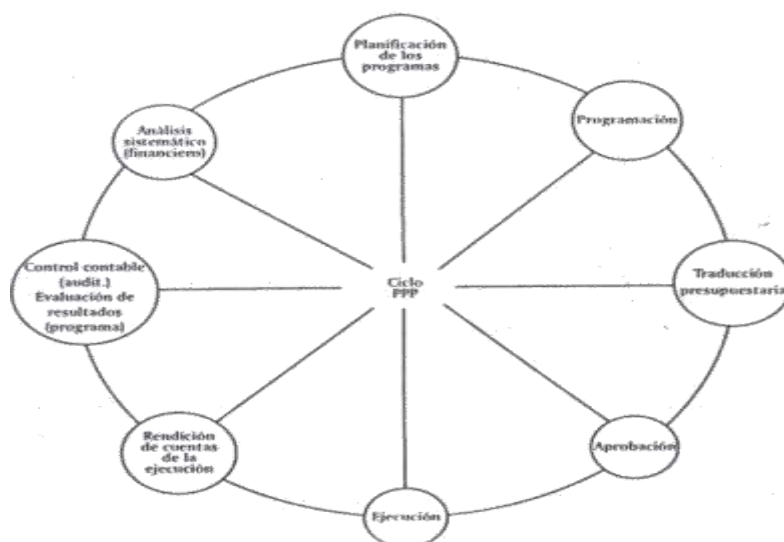 Planificación
de los
programas
Programación
Traducción
presupuestaria
Aprobación
Ejecución
Rendición
de cuentas
de la
ejecución
Control contable
(audit.)
Evaluación de
resultados
(programa)
Análisis
sistemático
(financiero)
Ciclo
PPP